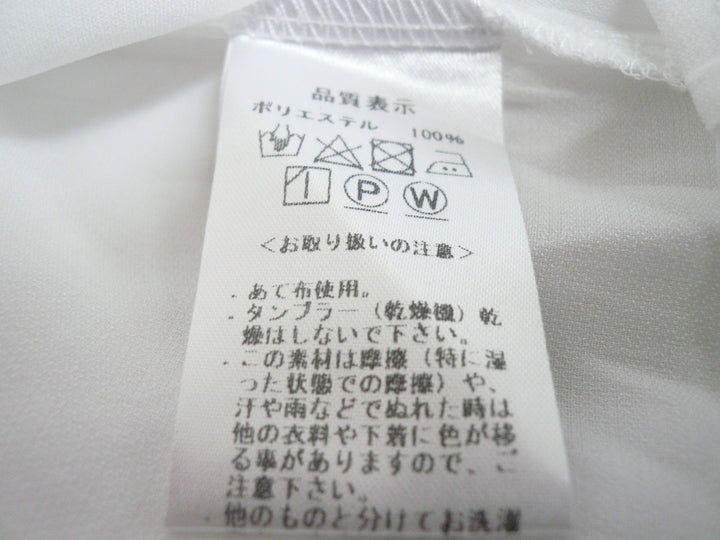 品質表示
ポリエステル 100%
P W
<お取り扱いの注意>
.あて布使用。
.タンブラー(乾燥機)乾
燥はしないで下さい。
.この素材は摩擦(特に湿
った状態での摩擦)や、
汗や雨などでぬれた時は
他の衣料や下着に色が移
る事がありますので、ご
注意下さい。
.他のものと分けてお洗濯